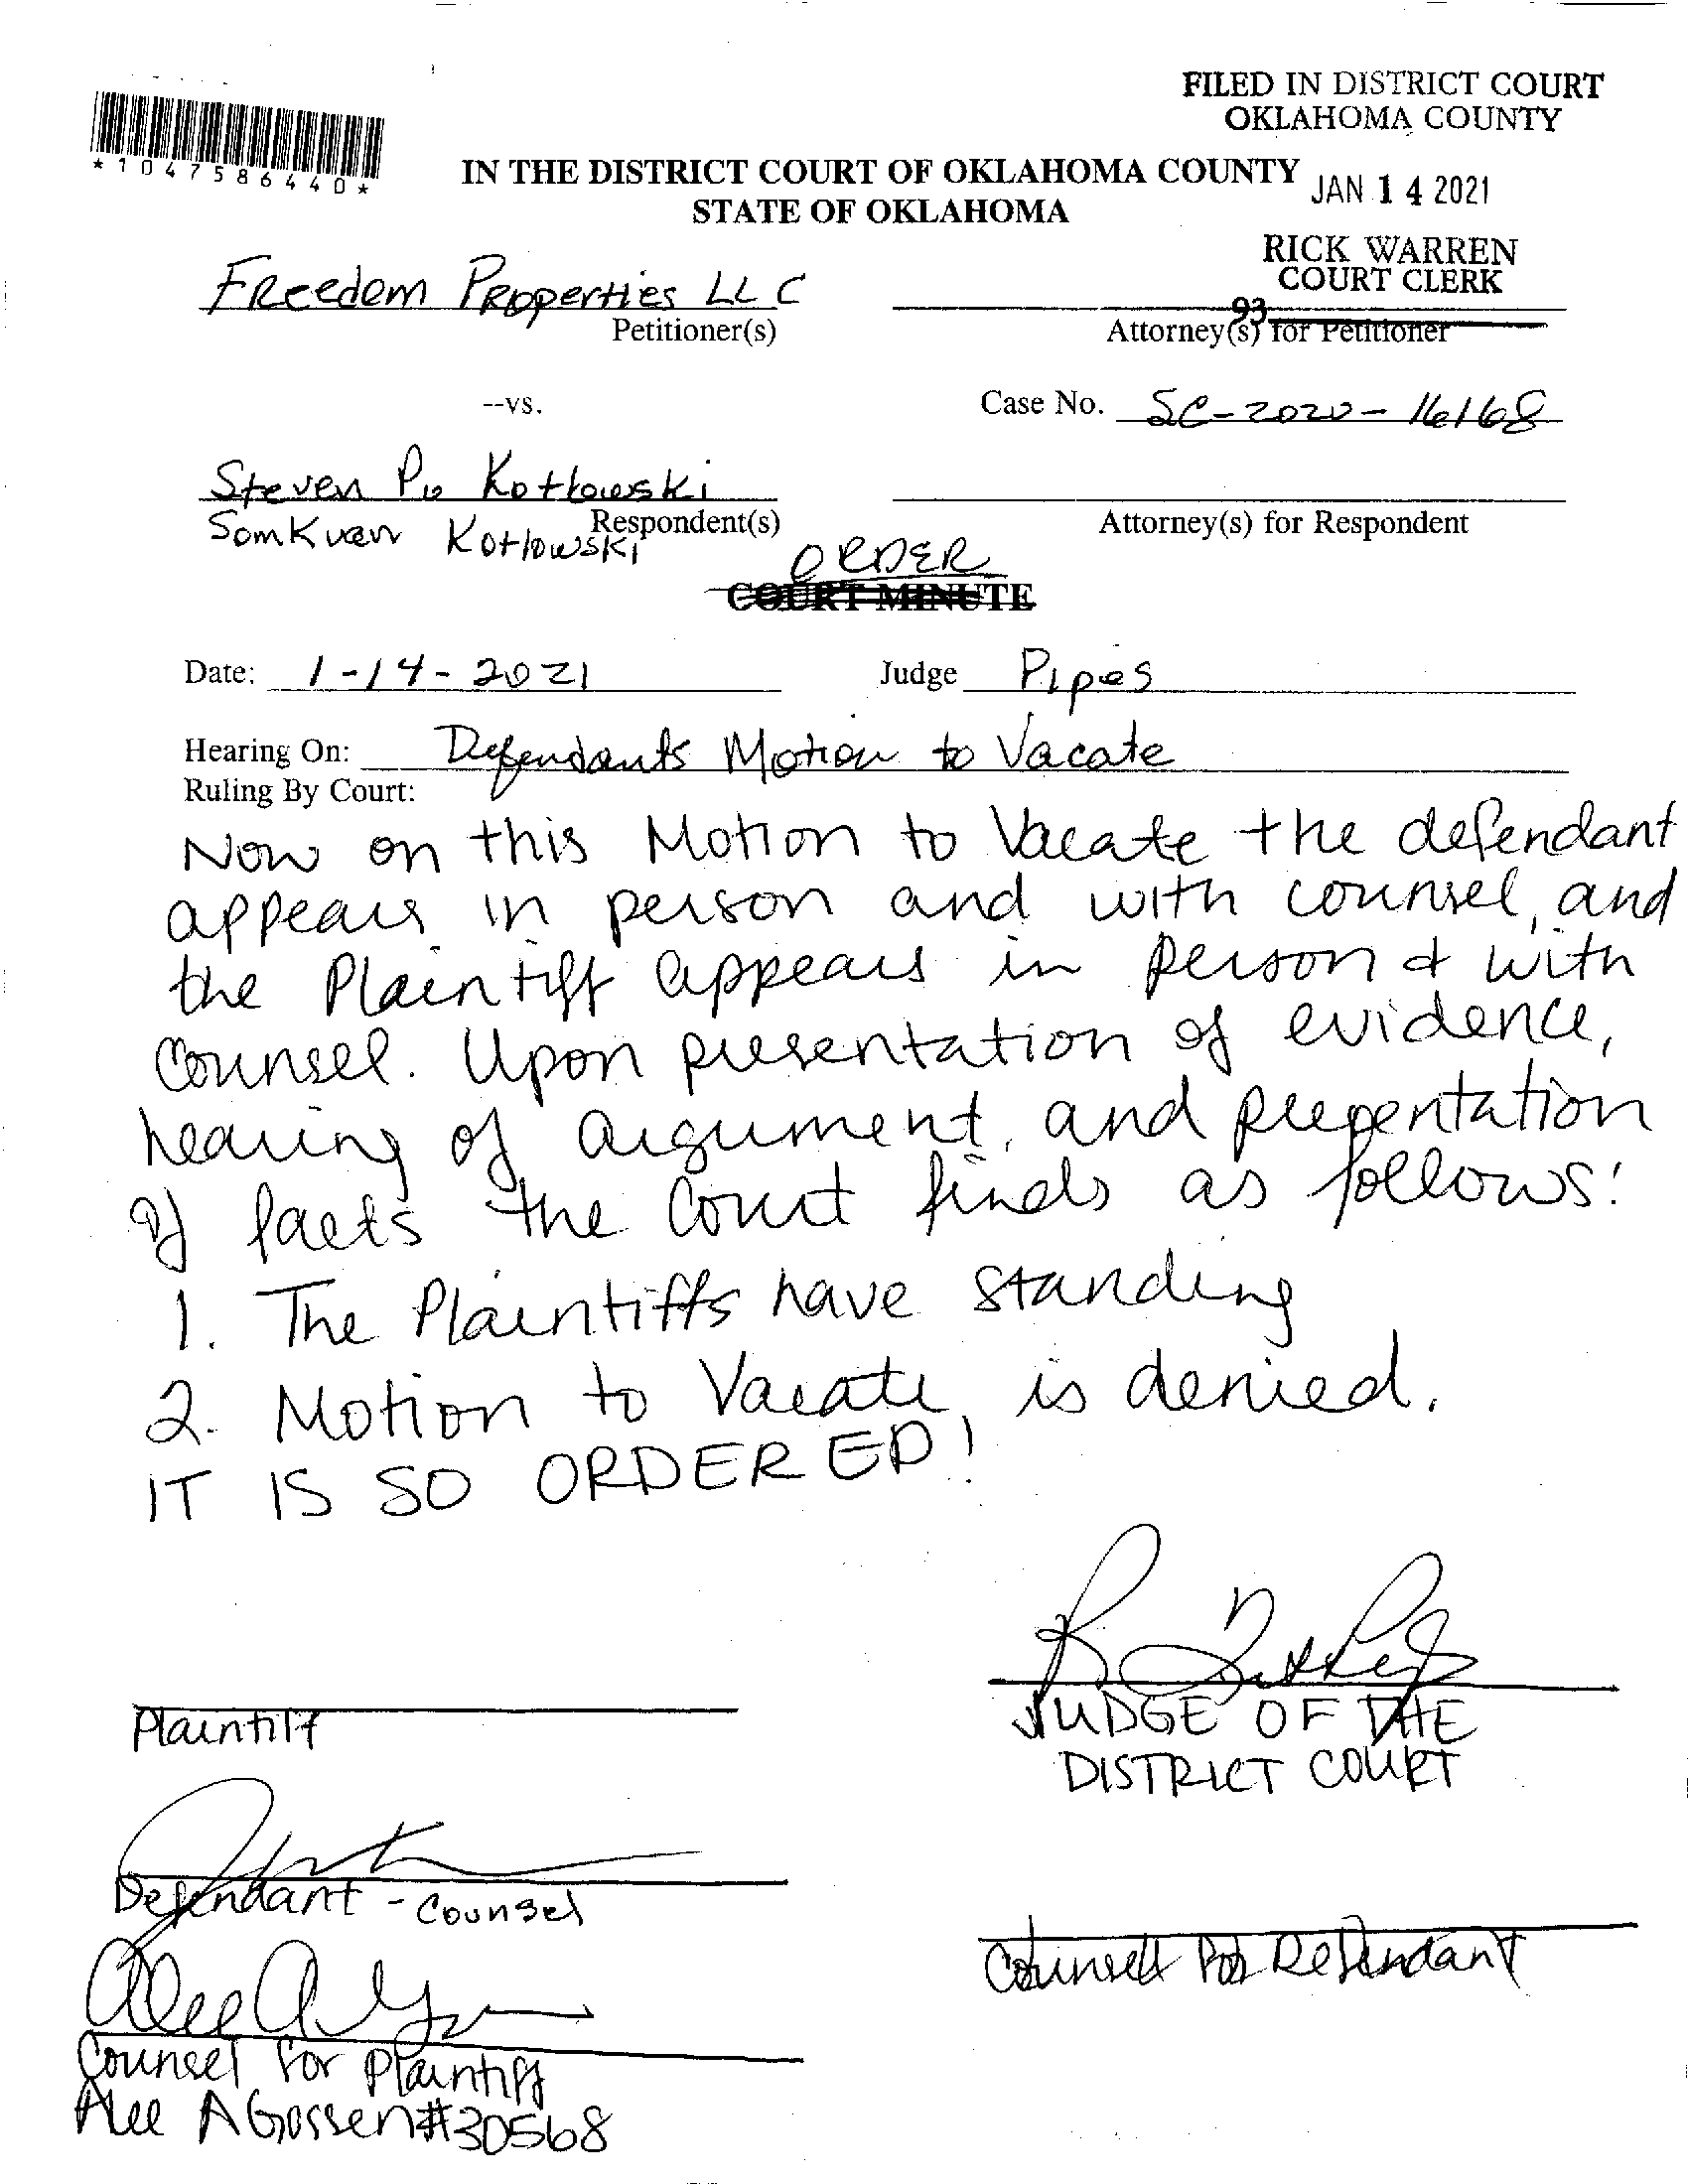 FILED IN DISTRICT COURT
OKLAHOMA COUNTY
*1047586440*
IN THE DISTRICT COURT OF OKLAHOMA COUNTY
STATE OF OKLAHOMA
JAN 14 2021
RICK WARREN
COURT CLERK
93
Freedom Properties LLC
Petitioner(s)
Attorney(s) for Petitioner
--vs.
Case No. SC-2020-16168
Steven P. Kotlowski
Somkuan Kotlowski
Respondent(s)
Attorney(s) for Respondent
ORDER
COURT MINUTE
Date: 1-14-2021
Judge Pipes
Hearing On: Defendants Motion to Vacate
Ruling By Court:
Now on this Motion to Vacate the defendant
appears in person and with counsel, and
the Plaintiff appears in person & with
Counsel. Upon presentation of evidence,
hearing of argument, and presentation
of facts the Court finds as follows:
1. The Plaintiffs have standing
2. Motion to Vacate is denied.
IT IS SO ORDERED!
JUDGE OF THE
DISTRICT COURT
Plaintiff
Defendant - Counsel
Counsel for Defendant
Counsel for Plaintiff
A Gossen #30568